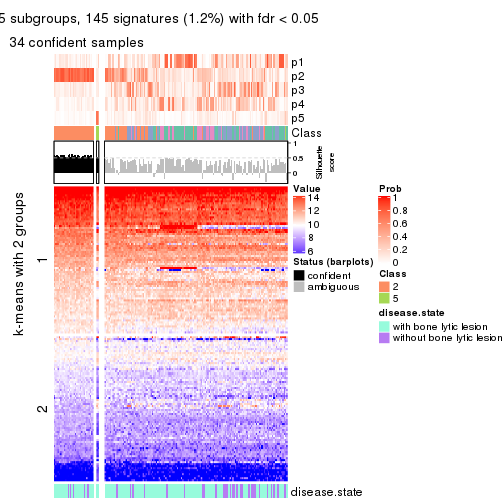 5 subgroups, 145 signatures (1.2%) with fdr < 0.05
34 confident samples
p1
p2
p3
p4
p5
Class
1
0.5
0
Silhouette
score
k-means with 2 groups
1
2
Value
14
12
10
8
6
Status (barplots)
confident
ambiguous
Prob
1
0.8
0.6
0.4
0.2
0
Class
2
5
disease.state
with bone lytic lesion
without bone lytic lesion
disease.state